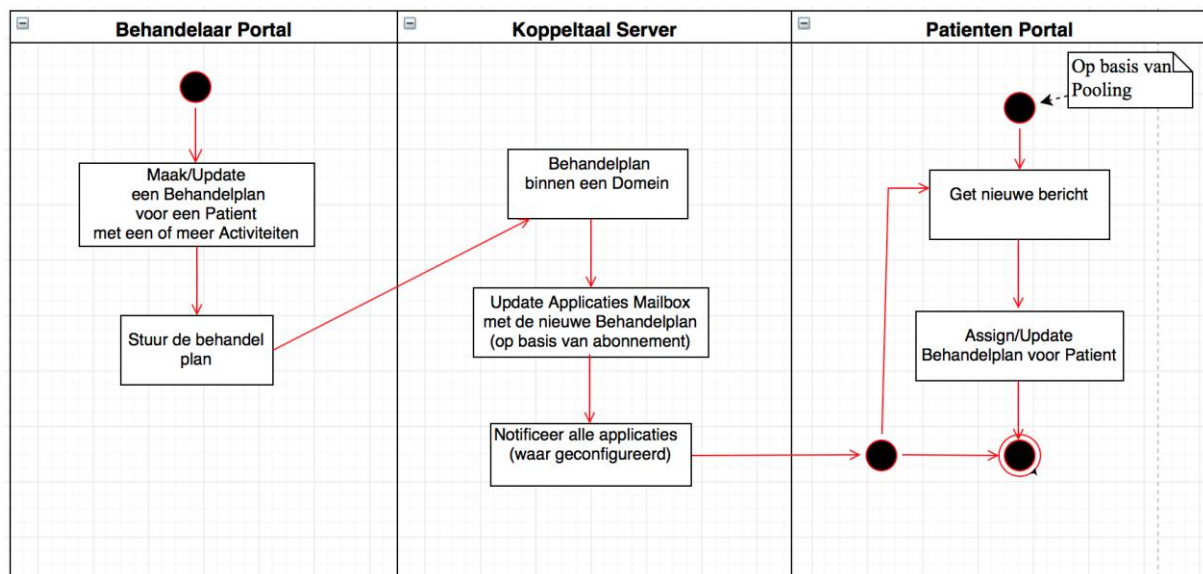 Behandelaar Portal
Koppeltaal Server
Patienten Portal
Maak/Update
een Behandelplan
voor een Patient
met een of meer Activiteiten
Stuur de behandel
plan
Behandelplan
binnen een Domein
Update Applicaties Mailbox
met de nieuwe Behandelplan
(op basis van abonnement)
Notificeer alle applicaties
(waar geconfigureerd)
Op basis van
Pooling
Get nieuwe bericht
Assign/Update
Behandelplan voor Patient